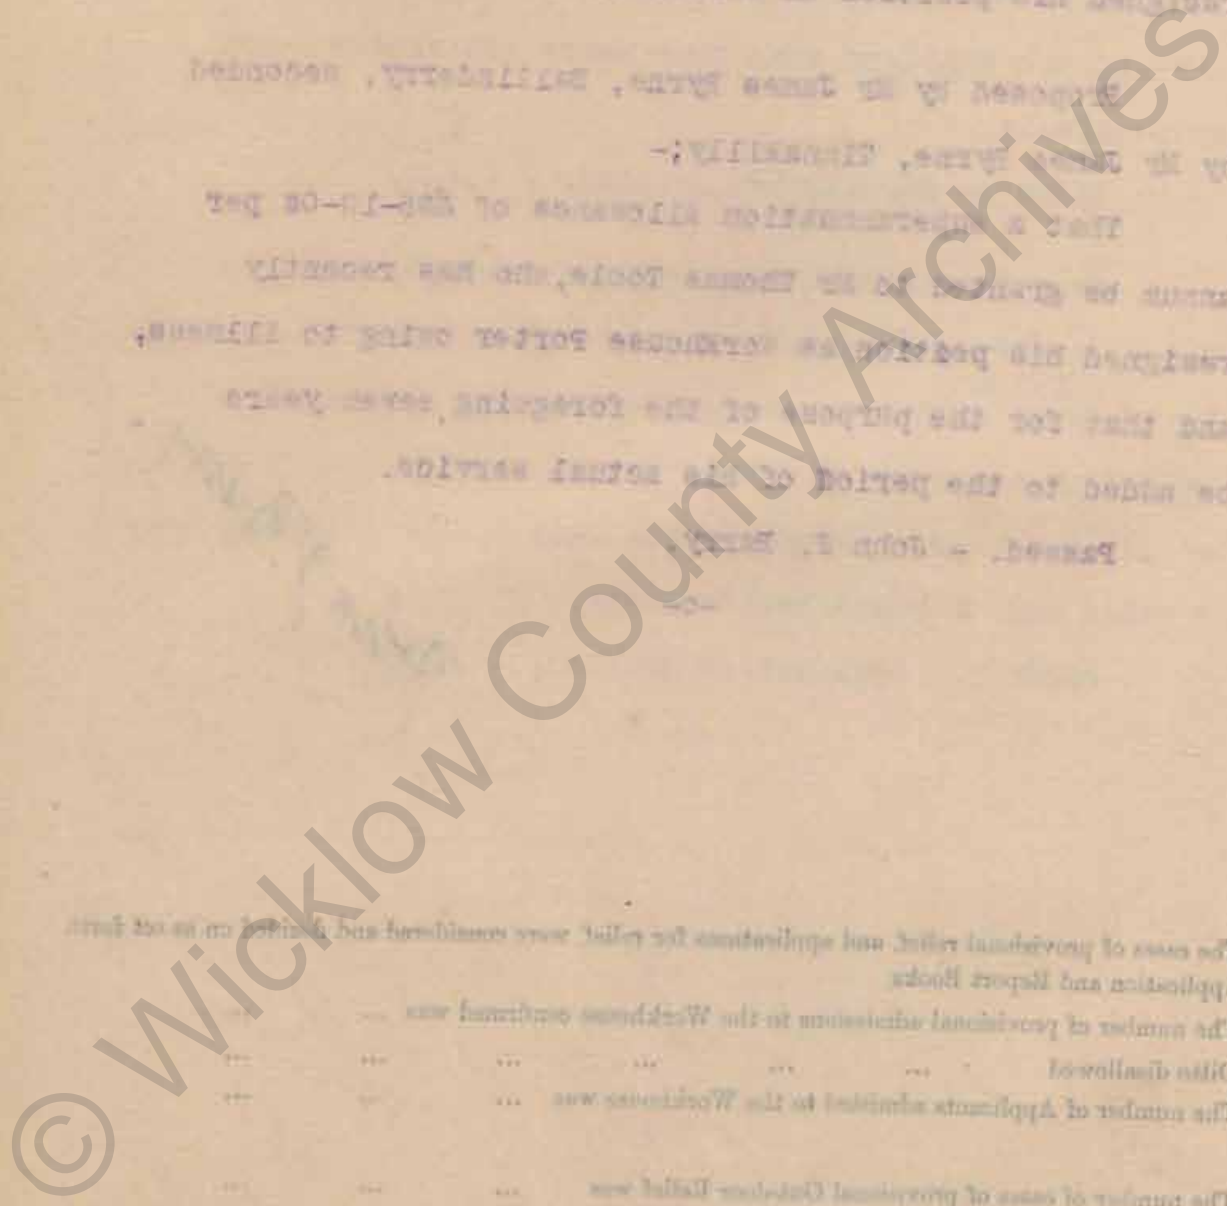 Proposed by Mr James Byrne, Ballinderry, seconded
by Mr James Byrne, Kinnakilly;-
That a Superannuation Allowance of per
annum be granted to Mr Thomas Toole, who has recently
resigned his position as Workhouse Porter owing to illness,
and that for the purpose of the foregoing seven years
be added to the period of his actual service.
Passed. - John J.
-o-
The cases of provisional relief, and applications for relief, were considered and decided on as set forth
Application and Report Books
The number of provisional admissions to the Workhouse confirmed was ... ...
Ditto disallowed ... ... ... ... ... ...
The number of Applicants admitted to the Workhouse was ... ... ...
The number of cases of provisional Outdoor Relief was ... ... ...
© Wicklow County Archives